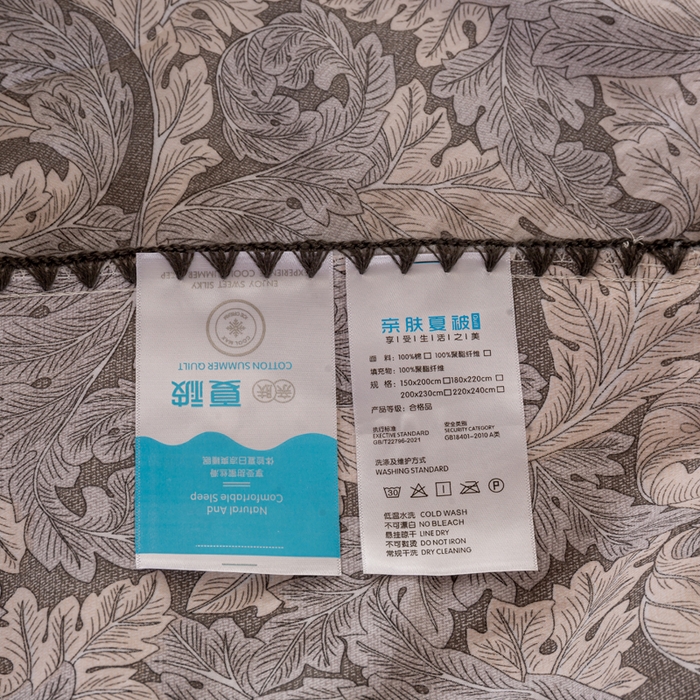 EXPERIENCE COOL SUMMER SLEEP
ENJOY SWEET SILKY
COOL WAX
COTTON SUMMER QUILT
亲肤 夏被
享受甜蜜丝滑
体验夏日凉爽睡眠
Natural And
Comfortable Sleep
亲肤夏被
享|受|生|活|之|美
面 料：100%棉□ 100%聚酯纤维□
填充物：100%聚酯纤维
规 格：150x200cm□180x220cm□
200x230cm□220x240cm□
产品等级：合格品
执行标准 安全类别
EXECTIVE STANDARD SECURITY CATEGORY
GB/T22796-2021 GB18401-2010 A类
洗涤及维护方式
WASHING STANDARD
30 P
低温水洗 COLD WASH
不可漂白 NO BLEACH
悬挂晾干 LINE DRY
不可熨烫 DO NOT IRON
常规干洗 DRY CLEANING